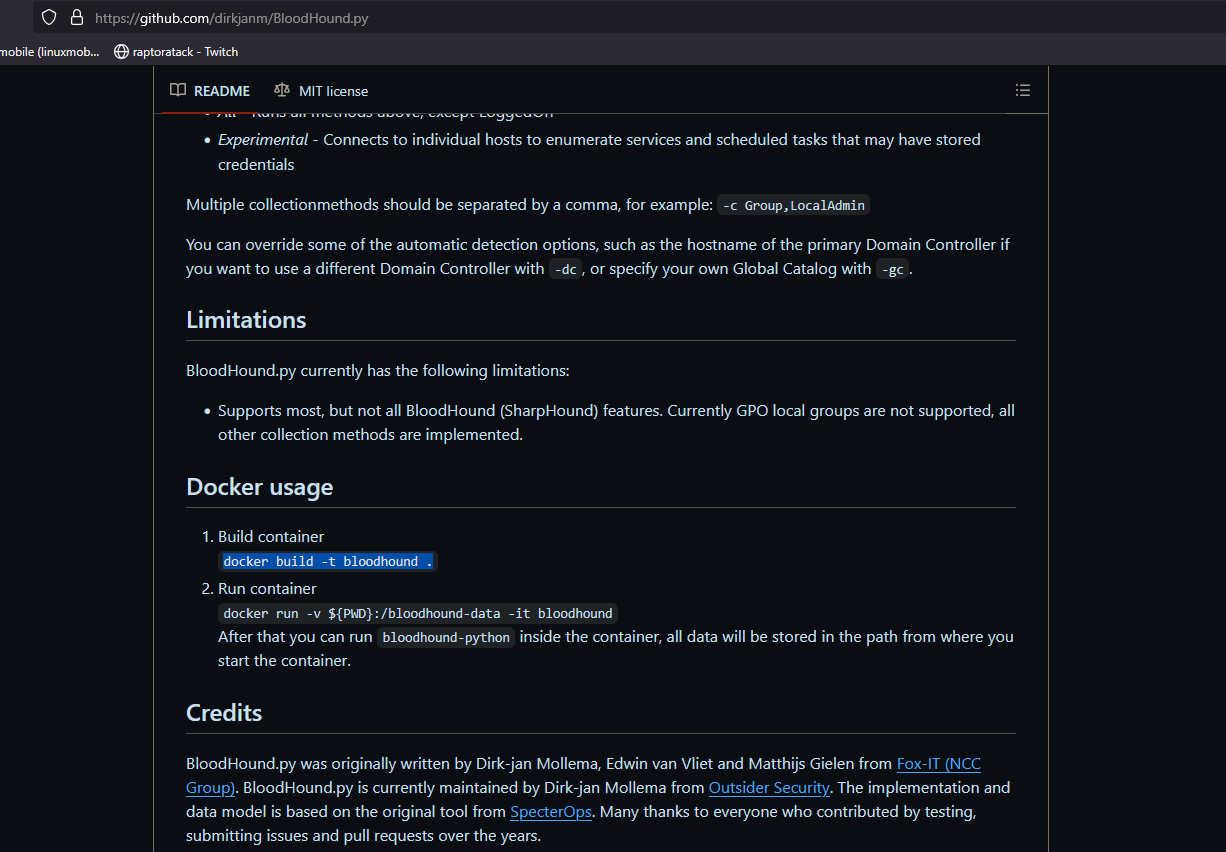 https://github.com/dirkjanm/BloodHound.py
mobile (linuxmob... raptoratack - Twitch
README MIT license
All - Runs all methods above, except LoggedOn
• Experimental - Connects to individual hosts to enumerate services and scheduled tasks that may have stored
credentials
Multiple collectionmethods should be separated by a comma, for example: -c Group,LocalAdmin
You can override some of the automatic detection options, such as the hostname of the primary Domain Controller if
you want to use a different Domain Controller with -dc, or specify your own Global Catalog with -gc.
Limitations
BloodHound.py currently has the following limitations:
• Supports most, but not all BloodHound (SharpHound) features. Currently GPO local groups are not supported, all
other collection methods are implemented.
Docker usage
1. Build container
docker build -t bloodhound .
2. Run container
docker run -v ${PWD}:/bloodhound-data -it bloodhound
After that you can run bloodhound-python inside the container, all data will be stored in the path from where you
start the container.
Credits
BloodHound.py was originally written by Dirk-jan Mollema, Edwin van Vliet and Matthijs Gielen from Fox-IT (NCC
Group). BloodHound.py is currently maintained by Dirk-jan Mollema from Outsider Security. The implementation and
data model is based on the original tool from SpecterOps. Many thanks to everyone who contributed by testing,
submitting issues and pull requests over the years.